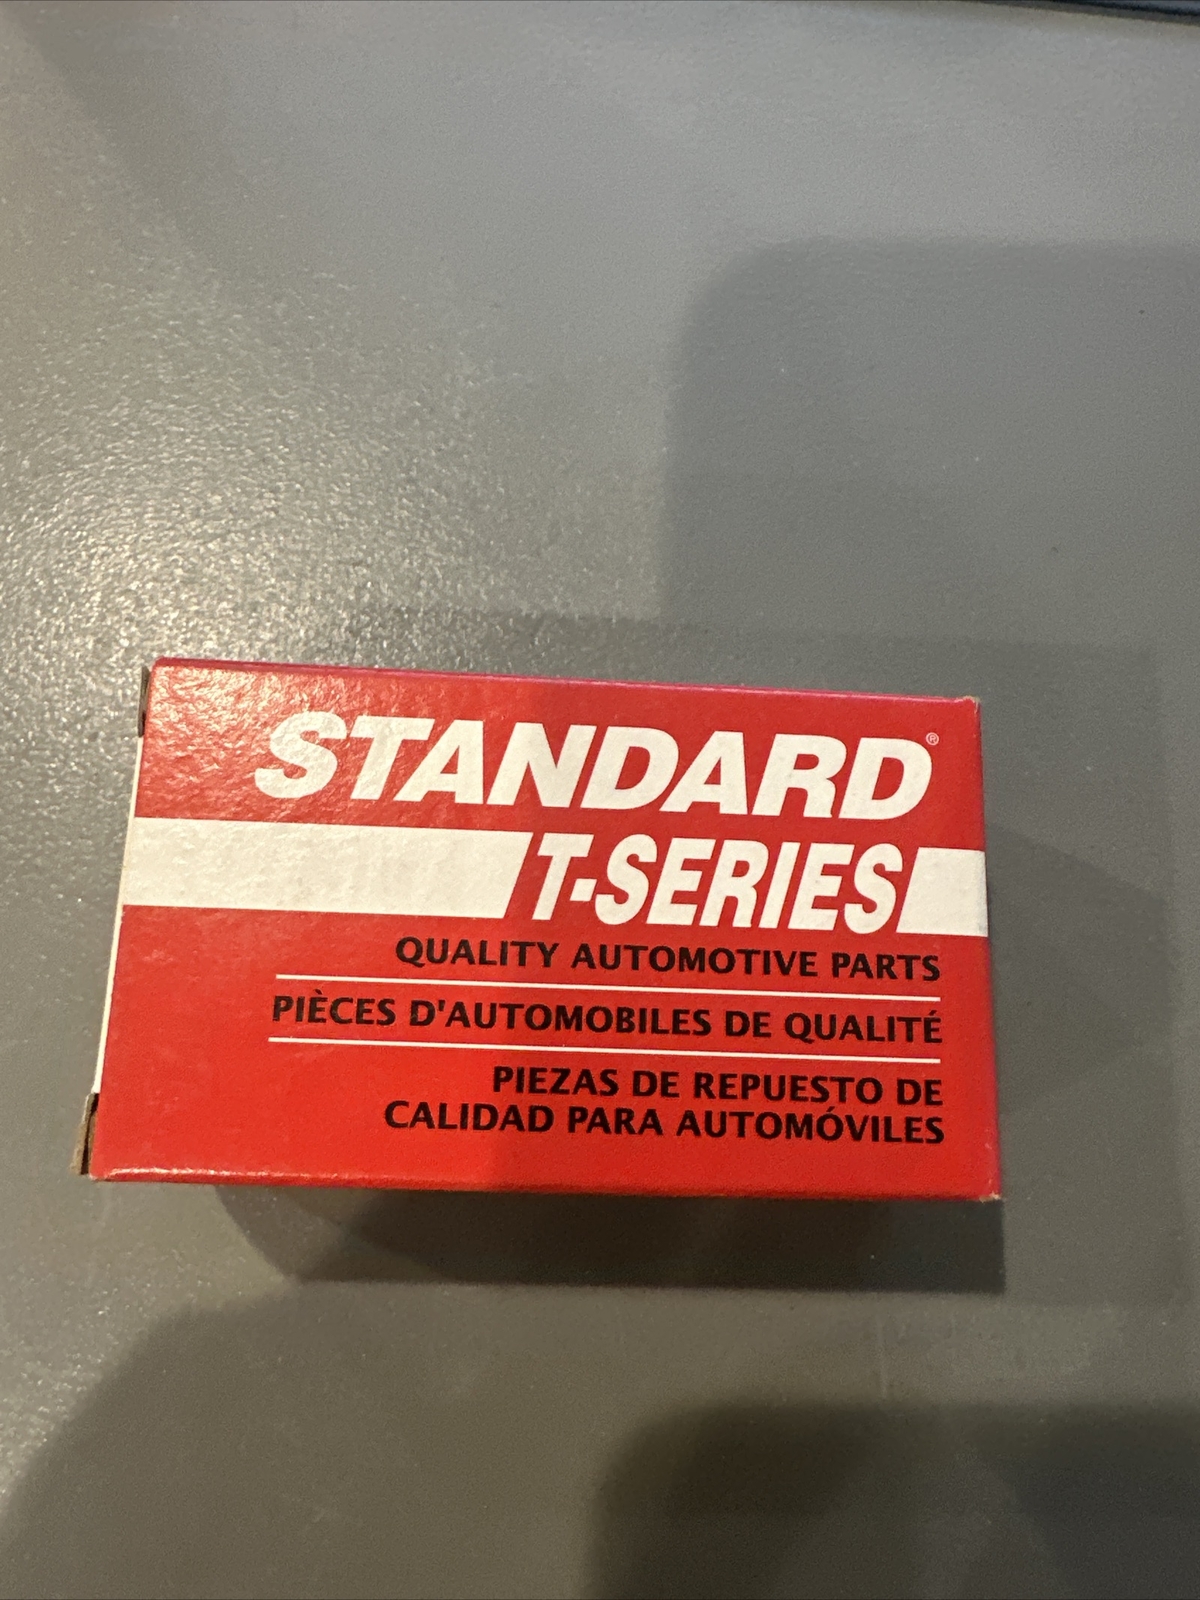 STANDARD®
T-SERIES
QUALITY AUTOMOTIVE PARTS
PIÈCES D'AUTOMOBILES DE QUALITÉ
PIEZAS DE REPUESTO DE
CALIDAD PARA AUTOMÓVILES